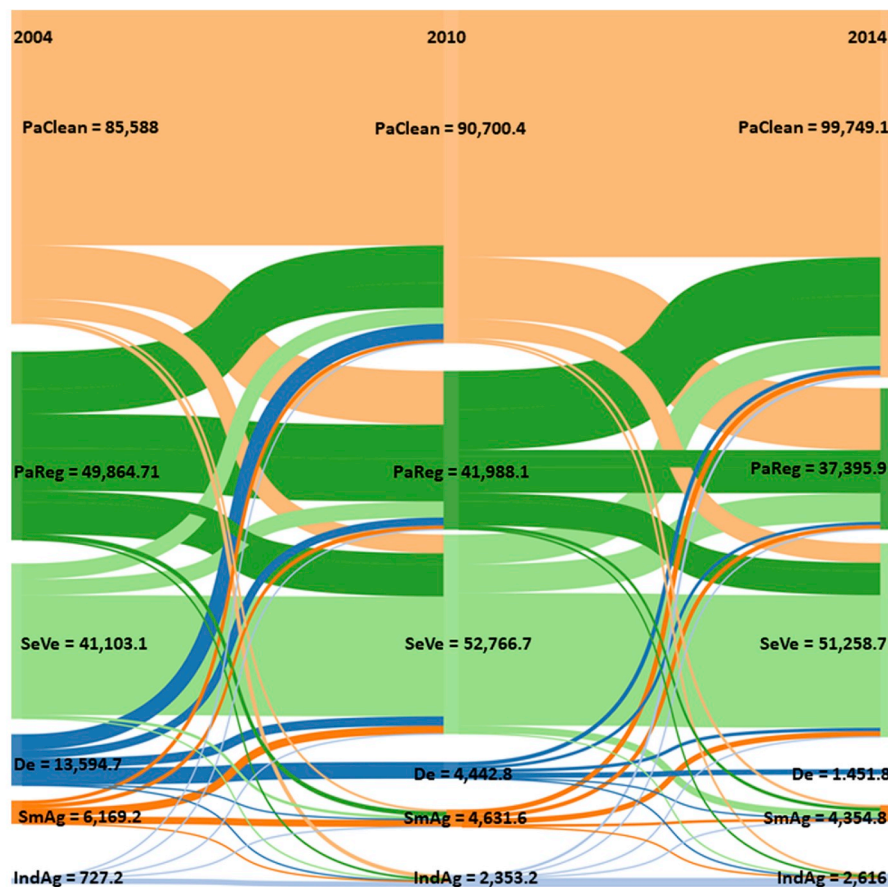 2004 2010 2014
PaClean = 85,588 PaClean = 90,700.4 PaClean = 99,749.1
PaReg = 49,864.71 PaReg = 41,988.1 PaReg = 37,395.9
SeVe = 41,103.1 SeVe = 52,766.7 SeVe = 51,258.7
De = 13,594.7 De = 4,442.8 De = 1.451.8
SmAg = 6,169.2 SmAg = 4,631.6 SmAg = 4,354.8
IndAg = 727.2 IndAg = 2,353.2 IndAg = 2,616